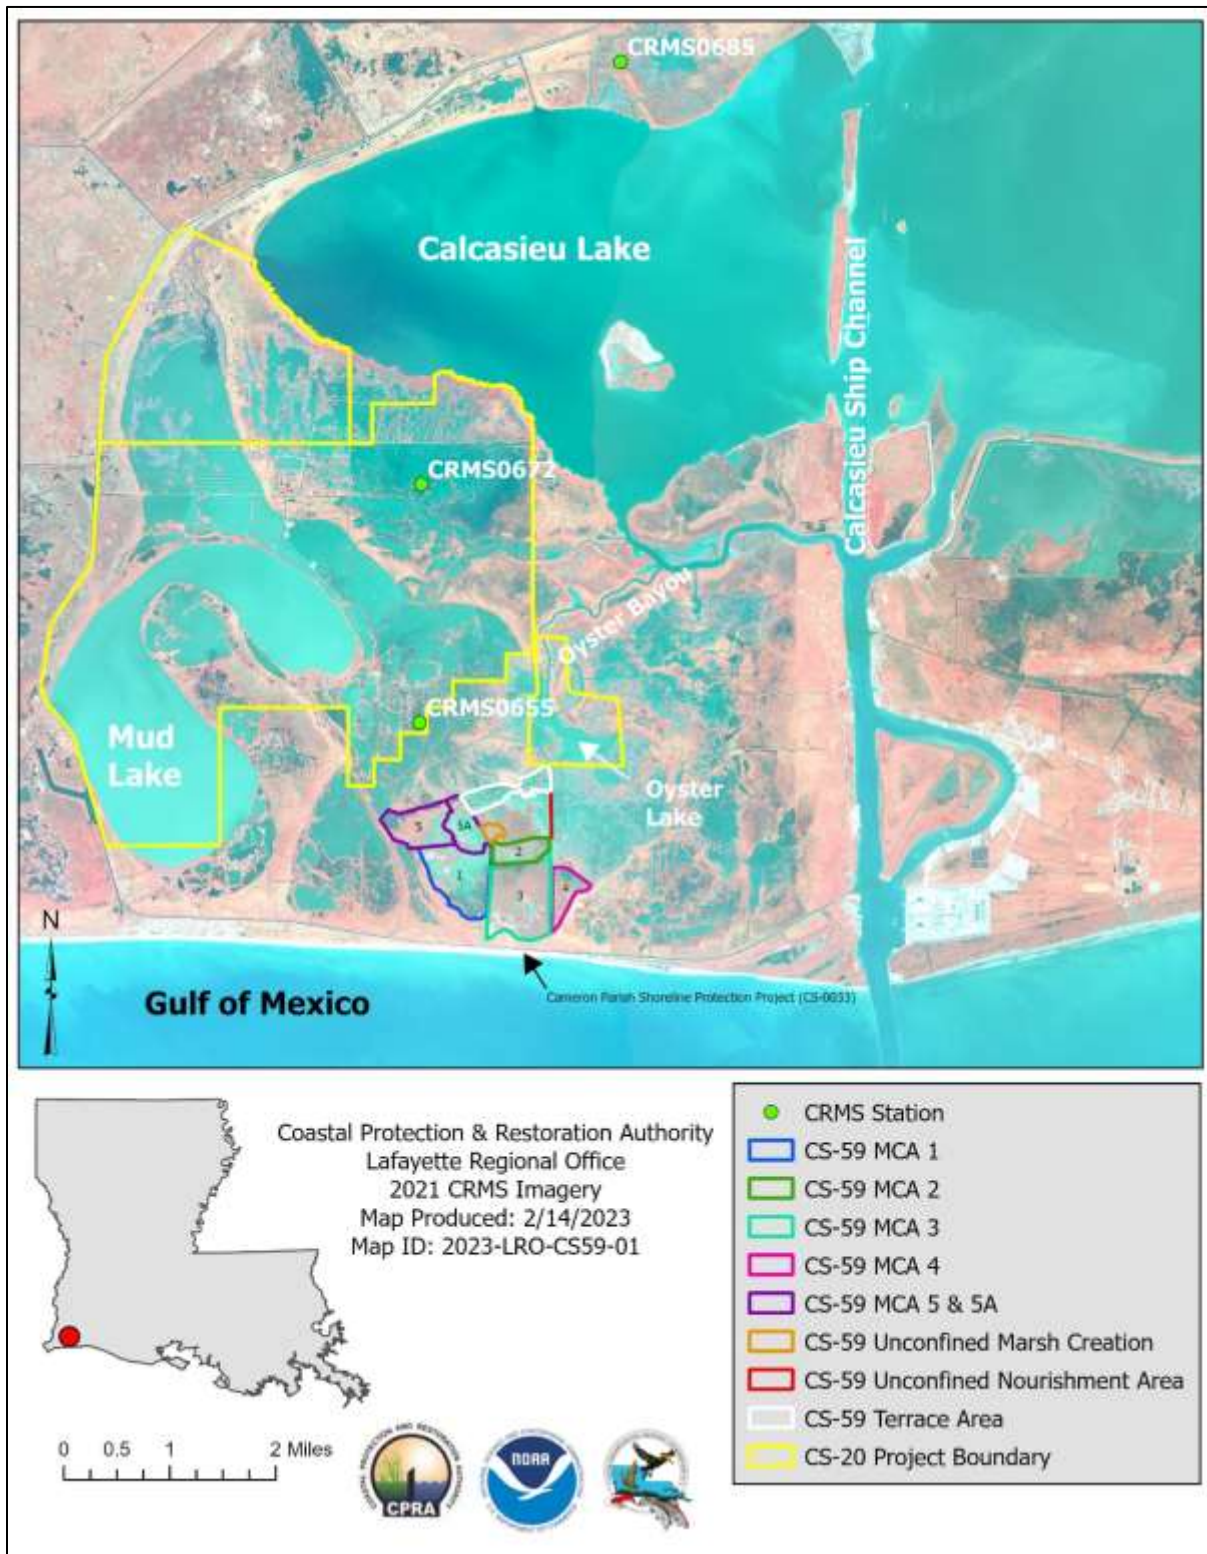 CRMS0685
Calcasieu Lake
Calcasieu Ship Channel
CRMS0672
Oyster Bayou
CRMS0655
Mud
Lake
Oyster
Lake
5
5A
2
1
3
4
N
Gulf of Mexico
Cameron Parish Shoreline Protection Project (CS-0033)
Coastal Protection & Restoration Authority
Lafayette Regional Office
2021 CRMS Imagery
Map Produced: 2/14/2023
Map ID: 2023-LRO-CS59-01
0 0.5 1 2 Miles
COASTAL PROTECTION AND RESTORATION AUTHORITY
CPRA
NOAA
CRMS Station
CS-59 MCA 1
CS-59 MCA 2
CS-59 MCA 3
CS-59 MCA 4
CS-59 MCA 5 & 5A
CS-59 Unconfined Marsh Creation
CS-59 Unconfined Nourishment Area
CS-59 Terrace Area
CS-20 Project Boundary